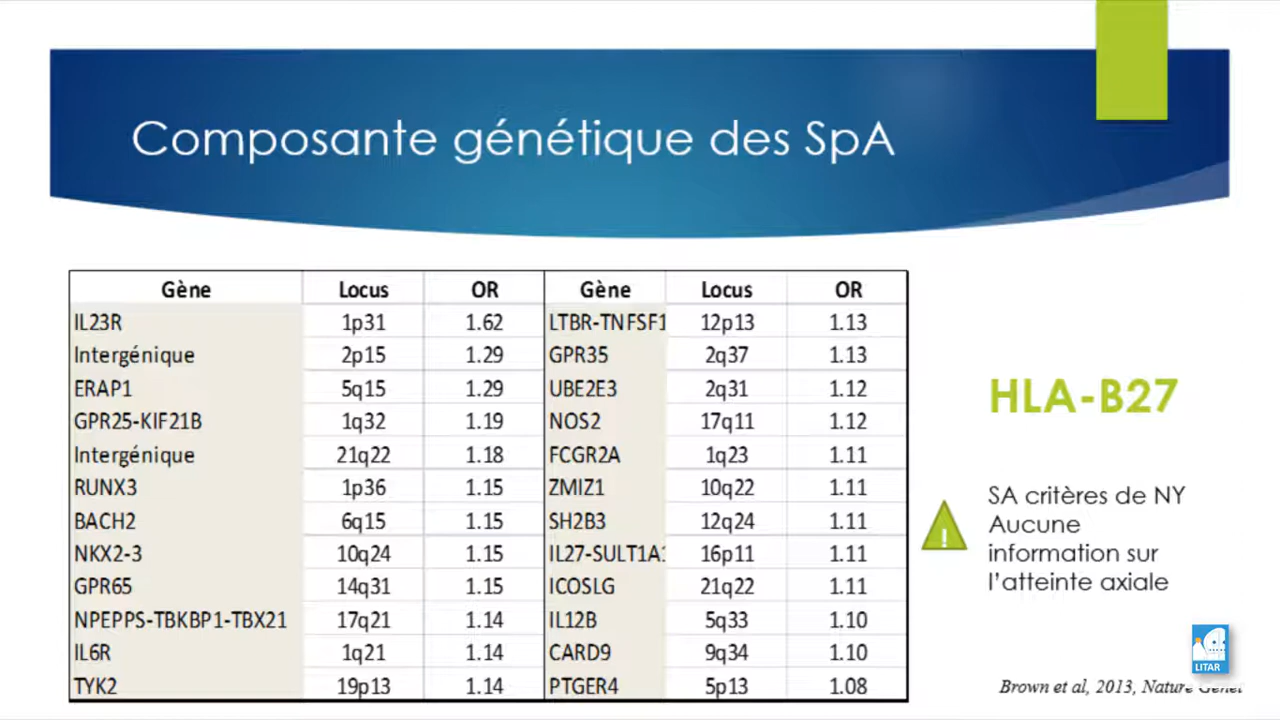 Composante génétique des SpA
Gène Locus OR Gène Locus OR
IL23R 1p31 1.62 LTBR-TNFSF1 12p13 1.13
Intergénique 2p15 1.29 GPR35 2q37 1.13
ERAP1 5q15 1.29 UBE2E3 2q31 1.12
GPR25-KIF21B 1q32 1.19 NOS2 17q11 1.12
Intergénique 21q22 1.18 FCGR2A 1q23 1.11
RUNX3 1p36 1.15 ZMIZ1 10q22 1.11
BACH2 6q15 1.15 SH2B3 12q24 1.11
NKX2-3 10q24 1.15 IL27-SULT1A1 16p11 1.11
GPR65 14q31 1.15 ICOSLG 21q22 1.11
NPEPPS-TBKBP1-TBX21 17q21 1.14 IL12B 5q33 1.10
IL6R 1q21 1.14 CARD9 9q34 1.10
TYK2 19p13 1.14 PTGER4 5p13 1.08
HLA-B27
!
SA critères de NY
Aucune
information sur
l'atteinte axiale
LITAR
Brown et al, 2013, Nature Genet